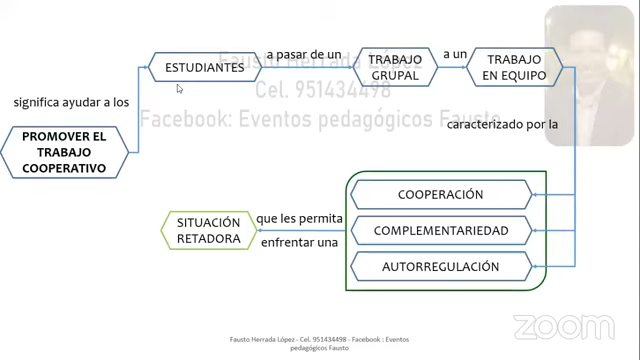 Fausto Herrada López
Cel. 951434498
Facebook: Eventos pedagógicos Fausto
significa ayudar a los
PROMOVER EL
TRABAJO
COOPERATIVO
ESTUDIANTES
a pasar de un
TRABAJO
GRUPAL
a un
TRABAJO
EN EQUIPO
caracterizado por la
COOPERACIÓN
COMPLEMENTARIEDAD
AUTORREGULACIÓN
que les permita
enfrentar una
SITUACIÓN
RETADORA
zoom
Fausto Herrada López - Cel. 951434498 - Facebook : Eventos
pedagógicos Fausto